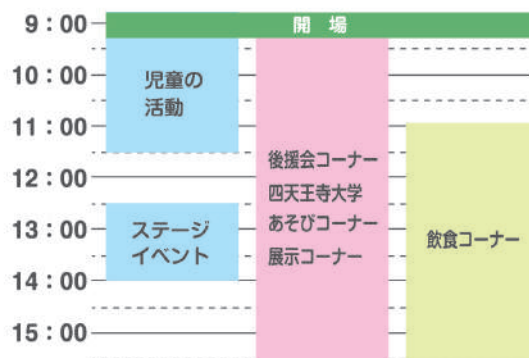 9：00
開　場
10：00
11：00
12：00
13：00
14：00
15：00
児童の
活動
ステージ
イベント
後援会コーナー
四天王寺大学
あそびコーナー
展示コーナー
飲食コーナー